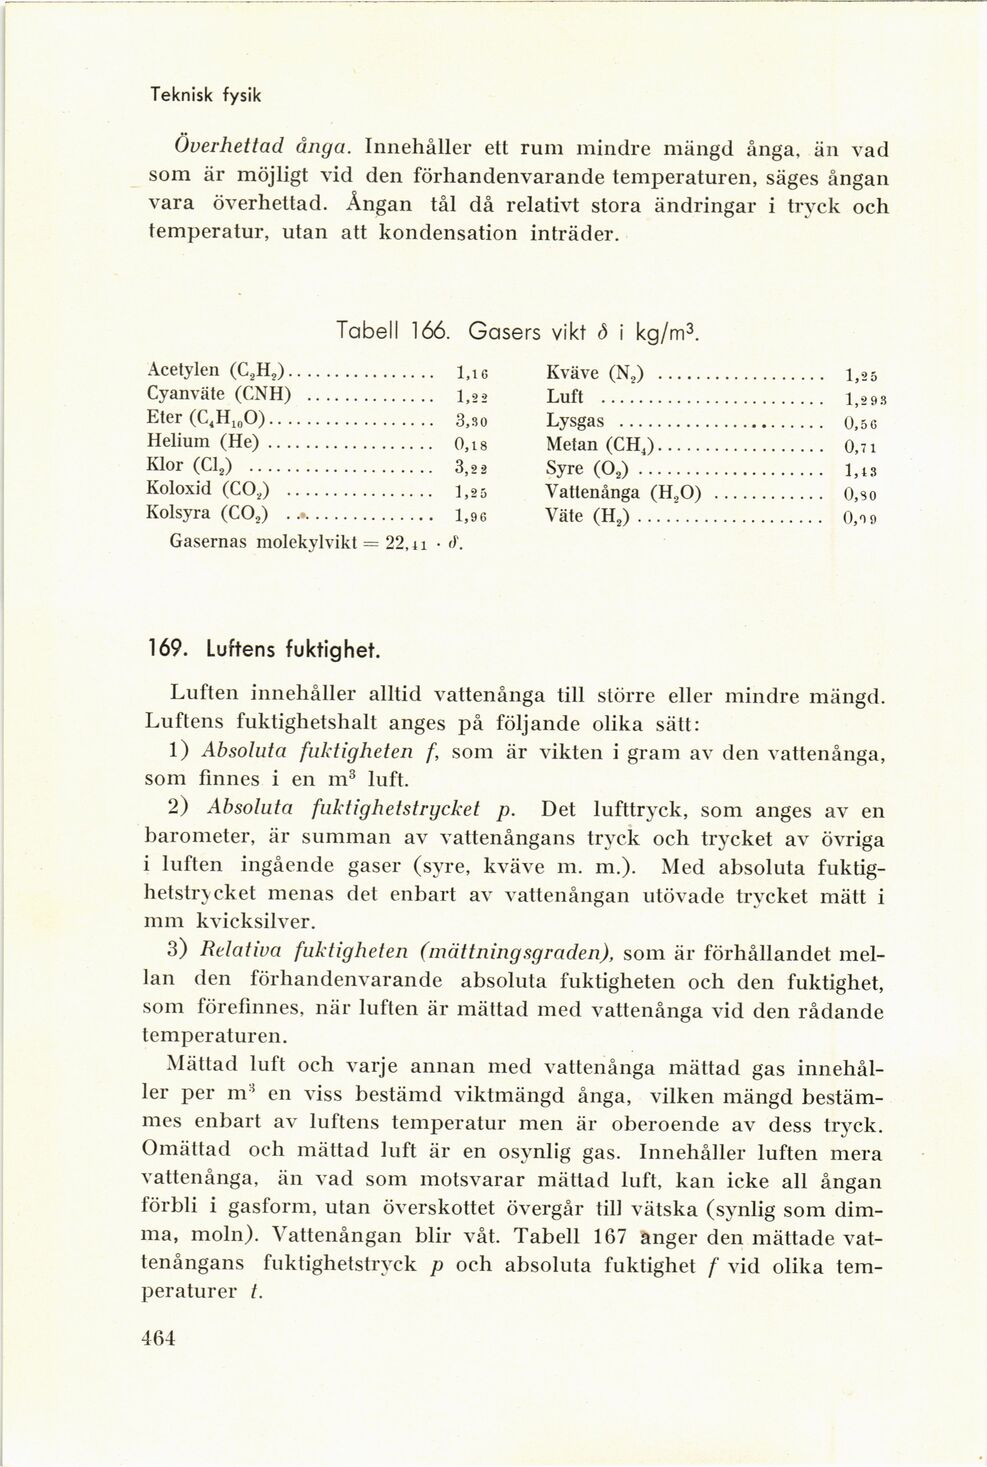 Teknisk fysik
Överhettad ånga. Innehåller ett rum mindre mängd ånga, än vad
som är möjligt vid den förhandenvarande temperaturen, säges ångan
vara överhettad. Ångan tål då relativt stora ändringar i tryck och
temperatur, utan att kondensation inträder.
Tabell 166. Gasers vikt δ i kg/m³.
Acetylen (C₂H₂)................ 1,16
Cyanväte (CNH) .............. 1,22
Eter (C₄H₁₀O).................. 3,30
Helium (He) .................. 0,18
Klor (Cl₂) .................... 3,22
Koloxid (CO₂) ................ 1,25
Kolsyra (CO₂) ................ 1,96
Gasernas molekylvikt = 22,41 · δ.
Kväve (N₂) .................. 1,25
Luft ........................ 1,293
Lysgas ...................... 0,56
Metan (CH₄).................. 0,71
Syre (O₂) .................... 1,43
Vattenånga (H₂O) ............ 0,80
Väte (H₂) .................... 0,09
169. Luftens fuktighet.
Luften innehåller alltid vattenånga till större eller mindre mängd.
Luftens fuktighetshalt anges på följande olika sätt:
1) Absoluta fuktigheten f, som är vikten i gram av den vattenånga,
som finnes i en m³ luft.
2) Absoluta fuktighetstrycket p. Det lufttryck, som anges av en
barometer, är summan av vattenångans tryck och trycket av övriga
i luften ingående gaser (syre, kväve m. m.). Med absoluta fuktig-
hetstrycket menas det enbart av vattenångan utövade trycket mätt i
mm kvicksilver.
3) Relativa fuktigheten (mättningsgraden), som är förhållandet mel-
lan den förhandenvarande absoluta fuktigheten och den fuktighet,
som förefinnes, när luften är mättad med vattenånga vid den rådande
temperaturen.
Mättad luft och varje annan med vattenånga mättad gas innehål-
ler per m³ en viss bestämd viktmängd ånga, vilken mängd bestäm-
mes enbart av luftens temperatur men är oberoende av dess tryck.
Omättad och mättad luft är en osynlig gas. Innehåller luften mera
vattenånga, än vad som motsvarar mättad luft, kan icke all ångan
förbli i gasform, utan överskottet övergår till vätska (synlig som dim-
ma, moln). Vattenångan blir våt. Tabell 167 anger den mättade vat-
tenångans fuktighetstryck p och absoluta fuktighet f vid olika tem-
peraturer t.
464